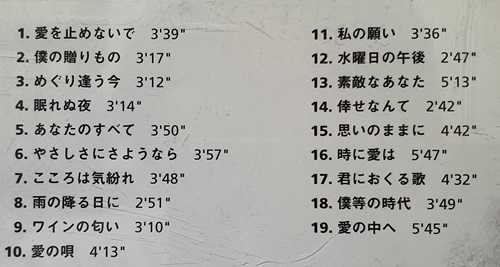 1. 愛を止めないで 3'39"
2. 僕の贈りもの 3'17"
3. めぐり逢う今 3'12"
4. 眠れぬ夜 3'14"
5. あなたのすべて 3'50"
6. やさしさにさようなら 3'57"
7. こころは気紛れ 3'48"
8. 雨の降る日に 2'51"
9. ワインの匂い 3'10"
10. 愛の唄 4'13"
11. 私の願い 3'36"
12. 水曜日の午後 2'47"
13. 素敵なあなた 5'13"
14. 倖せなんて 2'42"
15. 思いのままに 4'42"
16. 時に愛は 5'47"
17. 君におくる歌 4'32"
18. 僕等の時代 3'49"
19. 愛の中へ 5'45"